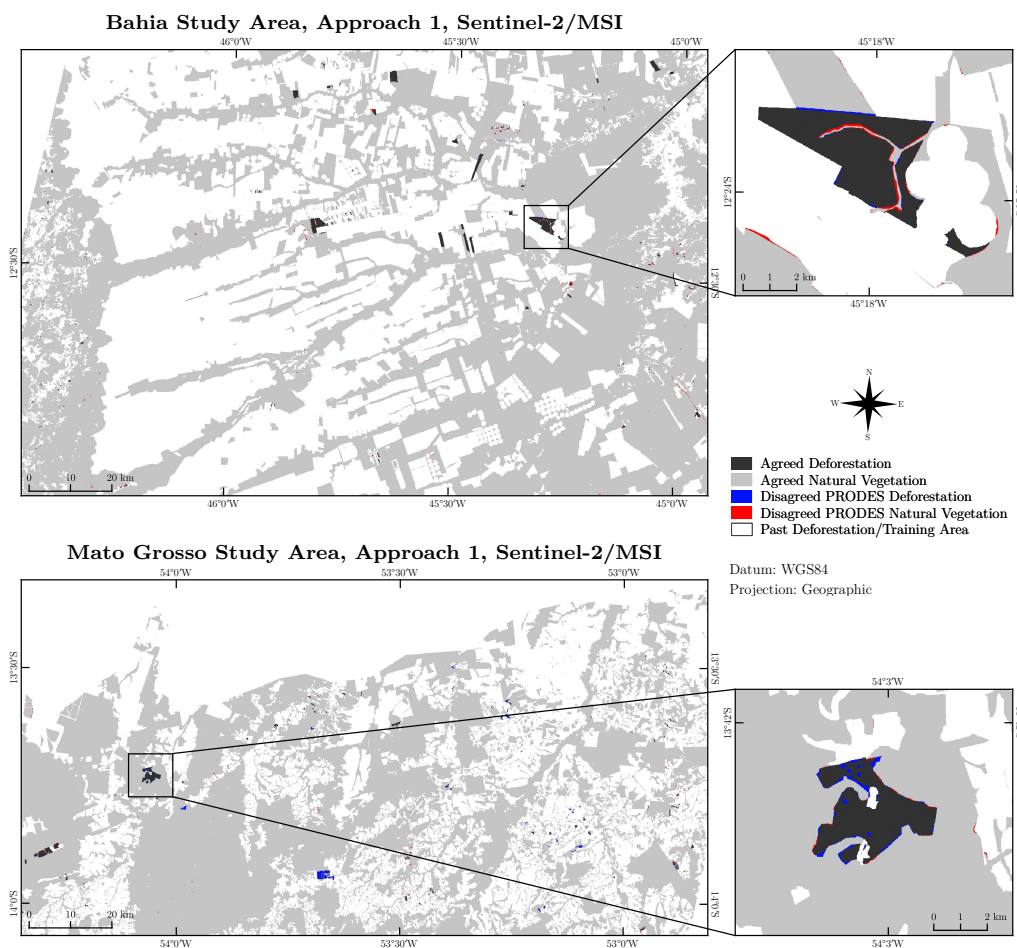 Bahia Study Area, Approach 1, Sentinel-2/MSI
46°0'W
45°30'W
45°0'W
12°30'S
12°30'S
0 10 20 km
46°0'W
45°30'W
45°0'W
45°18'W
12°24'S
0 1 2 km
45°18'W
N
W
E
S
Agreed Deforestation
Agreed Natural Vegetation
Disagreed PRODES Deforestation
Disagreed PRODES Natural Vegetation
Past Deforestation/Training Area
Datum: WGS84
Projection: Geographic
Mato Grosso Study Area, Approach 1, Sentinel-2/MSI
54°0'W
53°30'W
53°0'W
13°30'S
13°30'S
14°0'S
14°0'S
0 10 20 km
54°0'W
53°30'W
53°0'W
54°3'W
13°42'S
0 1 2 km
54°3'W